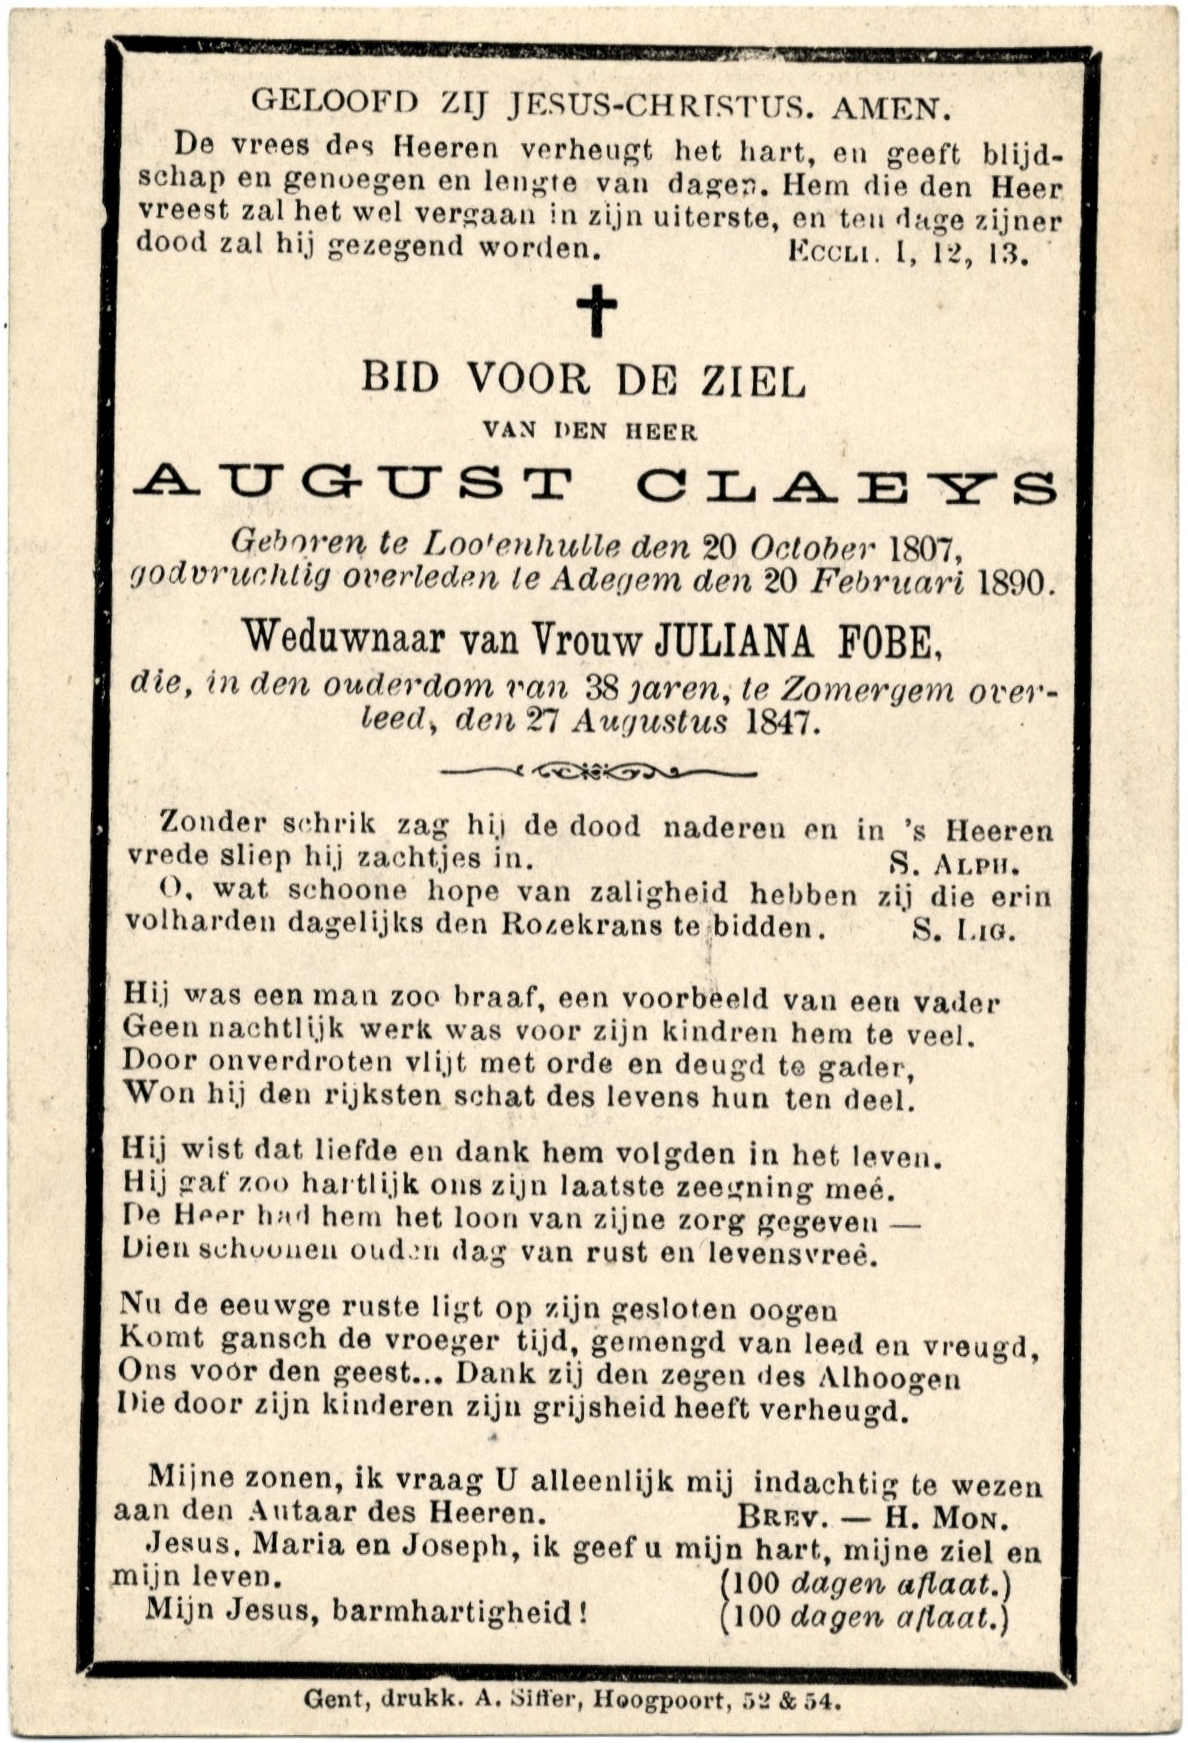 GELOOFD ZIJ JESUS-CHRISTUS. AMEN.
De vrees des Heeren verheugt het hart, en geeft blijd-
schap en genoegen en lengte van dagen. Hem die den Heer
vreest zal het wel vergaan in zijn uiterste, en ten dage zijner
dood zal hij gezegend worden. ECCLI. I, 12, 13.
BID VOOR DE ZIEL
VAN DEN HEER
AUGUST CLAEYS
Geboren te Lootenhulle den 20 October 1807,
godvruchtig overleden te Adegem den 20 Februari 1890.
Weduwnaar van Vrouw JULIANA FOBE,
die, in den ouderdom van 38 jaren, te Zomergem over-
leed, den 27 Augustus 1847.
Zonder schrik zag hij de dood naderen en in 's Heeren
vrede sliep hij zachtjes in. S. ALPH.
O, wat schoone hope van zaligheid hebben zij die erin
volharden dagelijks den Rozekrans te bidden. S. LIG.
Hij was een man zoo braaf, een voorbeeld van een vader
Geen nachtlijk werk was voor zijn kindren hem te veel.
Door onverdroten vlijt met orde en deugd te gader,
Won hij den rijksten schat des levens hun ten deel.
Hij wist dat liefde en dank hem volgden in het leven.
Hij gaf zoo hartlijk ons zijn laatste zeegning meé.
De Heer had hem het loon van zijne zorg gegeven —
Dien schoonen ouden dag van rust en levensvreê.
Nu de eeuwge ruste ligt op zijn gesloten oogen
Komt gansch de vroeger tijd, gemengd van leed en vreugd,
Ons voor den geest... Dank zij den zegen des Alhoogen
Die door zijn kinderen zijn grijsheid heeft verheugd.
Mijne zonen, ik vraag U alleenlijk mij indachtig te wezen
aan den Autaar des Heeren. BREV. — H. MON.
Jesus, Maria en Joseph, ik geef u mijn hart, mijne ziel en
mijn leven. (100 dagen aflaat.)
Mijn Jesus, barmhartigheid! (100 dagen aflaat.)
Gent, drukk. A. Siffer, Hoogpoort, 52 & 54.